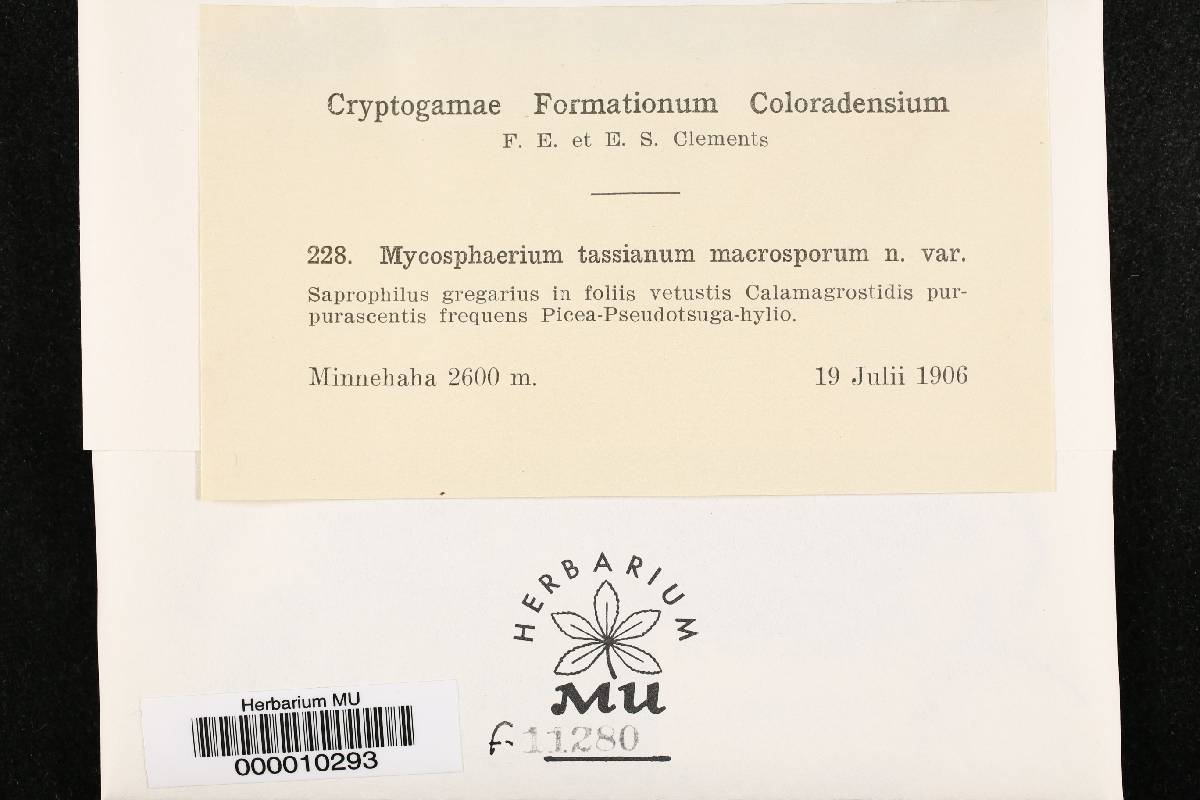 Cryptogamae Formationum Coloradensium
F. E. et E. S. Clements
228. Mycosphaerium tassianum macrosporum n. var.
Saprophilus gregarius in foliis vetustis Calamagrostidis pur-
purascentis frequens Picea-Pseudotsuga-hylio.
Minnehaha 2600 m. 19 Julii 1906
HERBARIUM
MU
f. 11280
Herbarium MU
000010293